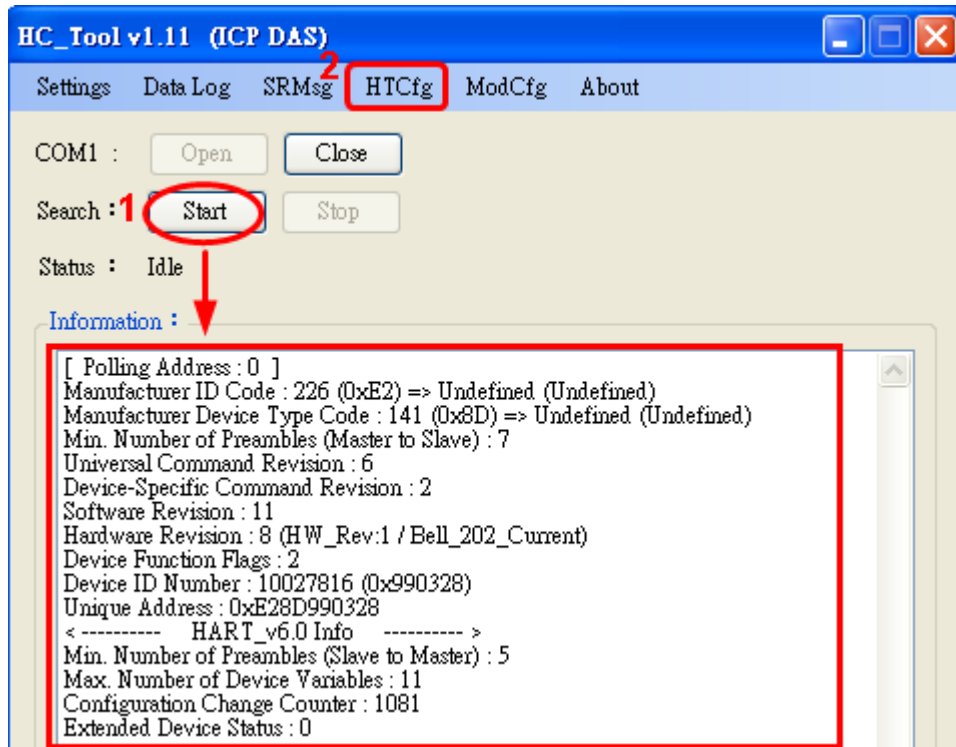 HC_Tool v1.11 (ICP DAS)
Settings Data Log SRMsg 2 HTCfg ModCfg About
COM1 : Open Close
Search : 1 Start Stop
Status : Idle
Information :
[ Polling Address : 0 ]
Manufacturer ID Code : 226 (0xE2) => Undefined (Undefined)
Manufacturer Device Type Code : 141 (0x8D) => Undefined (Undefined)
Min. Number of Preambles (Master to Slave) : 7
Universal Command Revision : 6
Device-Specific Command Revision : 2
Software Revision : 11
Hardware Revision : 8 (HW_Rev:1 / Bell_202_Current)
Device Function Flags : 2
Device ID Number : 10027816 (0x990328)
Unique Address : 0xE28D990328
< ---------- HART_v6.0 Info ---------- >
Min. Number of Preambles (Slave to Master) : 5
Max. Number of Device Variables : 11
Configuration Change Counter : 1081
Extended Device Status : 0